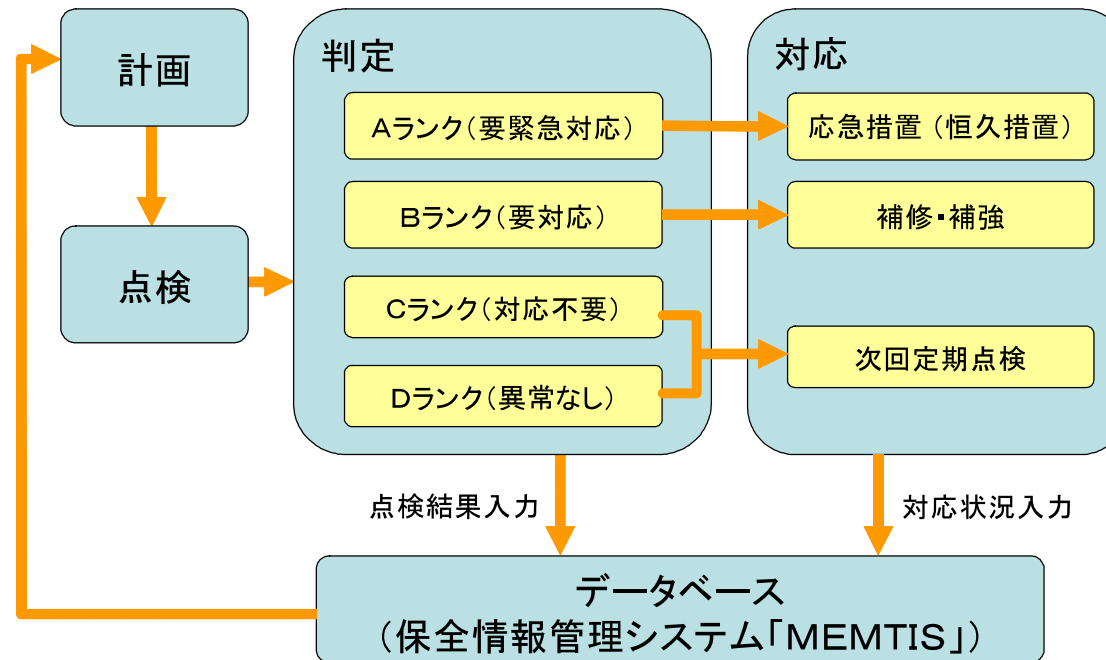 計画
点検
判定
Aランク(要緊急対応)
Bランク(要対応)
Cランク(対応不要)
Dランク(異常なし)
対応
応急措置(恒久措置)
補修・補強
次回定期点検
点検結果入力
対応状況入力
データベース
(保全情報管理システム「MEMTIS」)